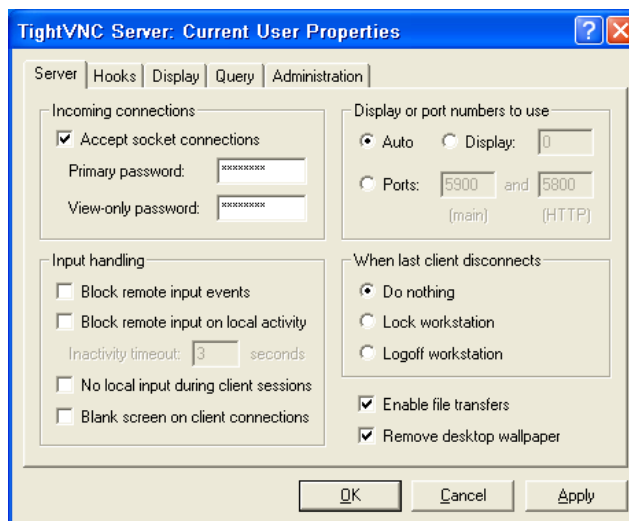 TightVNC Server: Current User Properties
Server Hooks Display Query Administration
Incoming connections
Accept socket connections
Primary password: ********
View-only password: ********
Display or port numbers to use
Auto Display: 0
Ports: 5900 and 5800
(main) (HTTP)
Input handling
Block remote input events
Block remote input on local activity
Inactivity timeout: 3 seconds
No local input during client sessions
Blank screen on client connections
When last client disconnects
Do nothing
Lock workstation
Logoff workstation
Enable file transfers
Remove desktop wallpaper
OK Cancel Apply